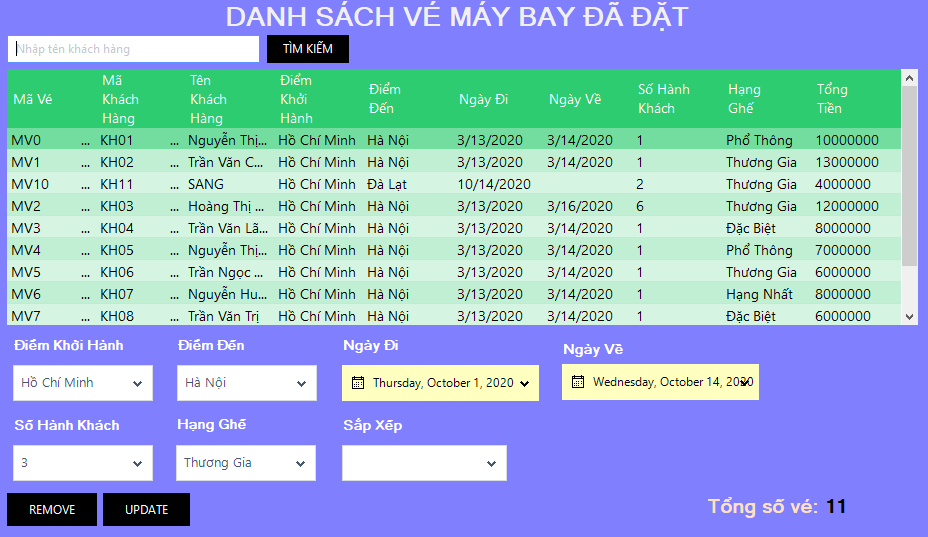 DANH SÁCH VÉ MÁY BAY ĐÃ ĐẶT
Nhập tên khách hàng TÌM KIẾM
Mã Vé Mã Khách Hàng Tên Khách Hàng Điểm Khởi Hành Điểm Đến Ngày Đi Ngày Về Số Hành Khách Hạng Ghế Tổng Tiền
MV0 ... KH01 ... Nguyễn Thị... Hồ Chí Minh Hà Nội 3/13/2020 3/14/2020 1 Phổ Thông 10000000
MV1 ... KH02 ... Trần Văn C... Hồ Chí Minh Hà Nội 3/13/2020 3/14/2020 1 Thương Gia 13000000
MV10 ... KH11 ... SANG Hồ Chí Minh Đà Lạt 10/14/2020 2 Thương Gia 4000000
MV2 ... KH03 ... Hoàng Thị ... Hồ Chí Minh Hà Nội 3/13/2020 3/16/2020 6 Thương Gia 12000000
MV3 ... KH04 ... Trần Văn Lã... Hồ Chí Minh Hà Nội 3/13/2020 3/14/2020 1 Đặc Biệt 8000000
MV4 ... KH05 ... Nguyễn Thị... Hồ Chí Minh Hà Nội 3/13/2020 3/14/2020 1 Phổ Thông 7000000
MV5 ... KH06 ... Trần Ngọc ... Hồ Chí Minh Hà Nội 3/13/2020 3/14/2020 1 Thương Gia 6000000
MV6 ... KH07 ... Nguyễn Hu... Hồ Chí Minh Hà Nội 3/13/2020 3/14/2020 1 Hạng Nhất 8000000
MV7 ... KH08 ... Trần Văn Trị Hồ Chí Minh Hà Nội 3/13/2020 3/14/2020 1 Đặc Biệt 6000000
Điểm Khởi Hành Điểm Đến Ngày Đi Ngày Về
Hồ Chí Minh Hà Nội Thursday, October 1, 2020 Wednesday, October 14, 2020
Số Hành Khách Hạng Ghế Sắp Xếp
3 Thương Gia
REMOVE UPDATE Tổng số vé: 11